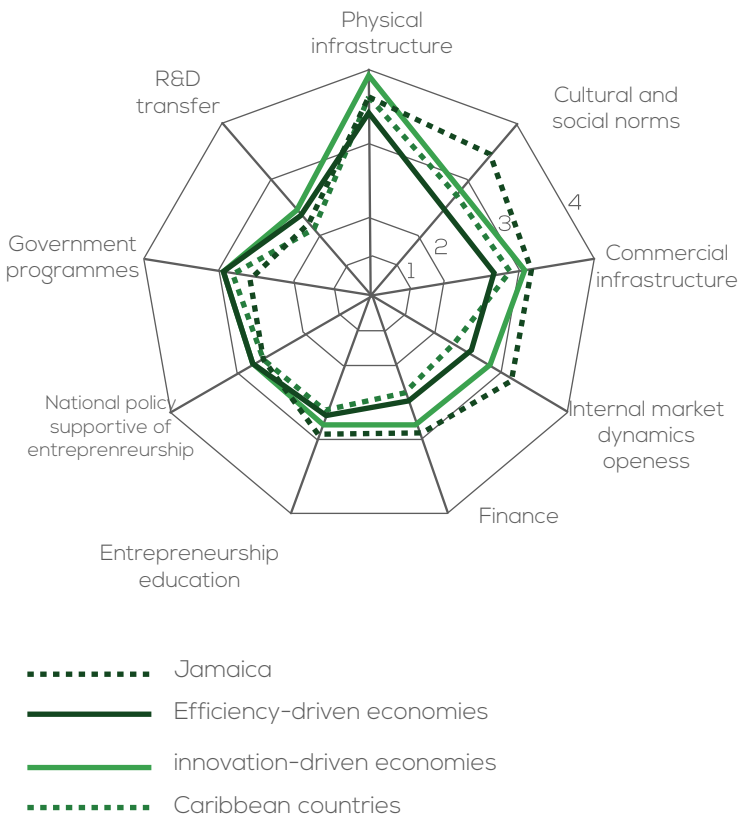 Physical
infrastructure
R&D
transfer
Cultural and
social norms
4
3
2
1
Government
programmes
Commercial
infrastructure
National policy
supportive of
entreprenreurship
Internal market
dynamics
openess
Finance
Entrepreneurship
education
Jamaica
Efficiency-driven economies
innovation-driven economies
Caribbean countries